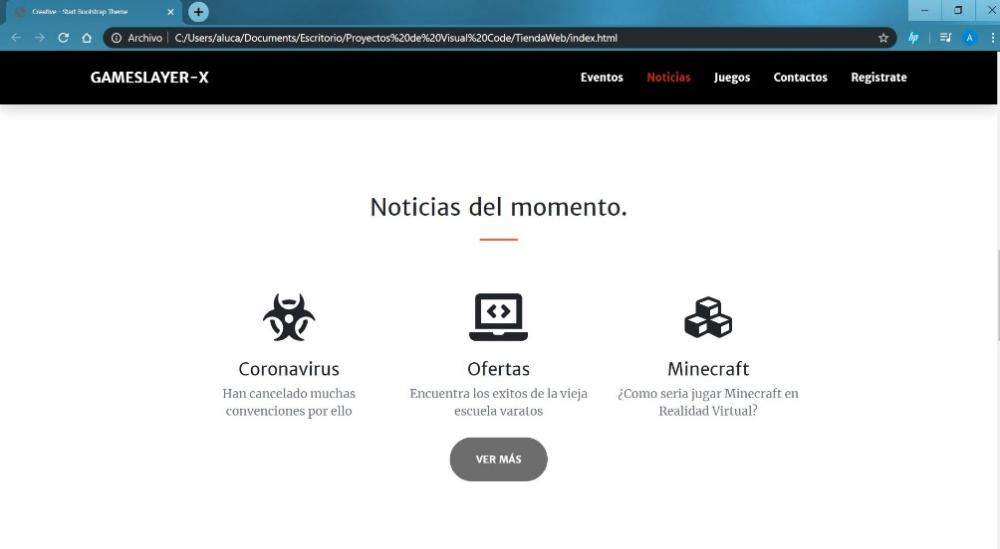 Creative - Start Bootstrap Theme
Archivo | C:/Users/aluca/Documents/Escritorio/Proyectos%20de%20Visual%20Code/TiendaWeb/index.html
hp
A
GAMESLAYER-X
Eventos Noticias Juegos Contactos Registrate
Noticias del momento.
Coronavirus
Han cancelado muchas
convenciones por ello
Ofertas
Encuentra los exitos de la vieja
escuela varatos
Minecraft
¿Como seria jugar Minecraft en
Realidad Virtual?
VER MÁS